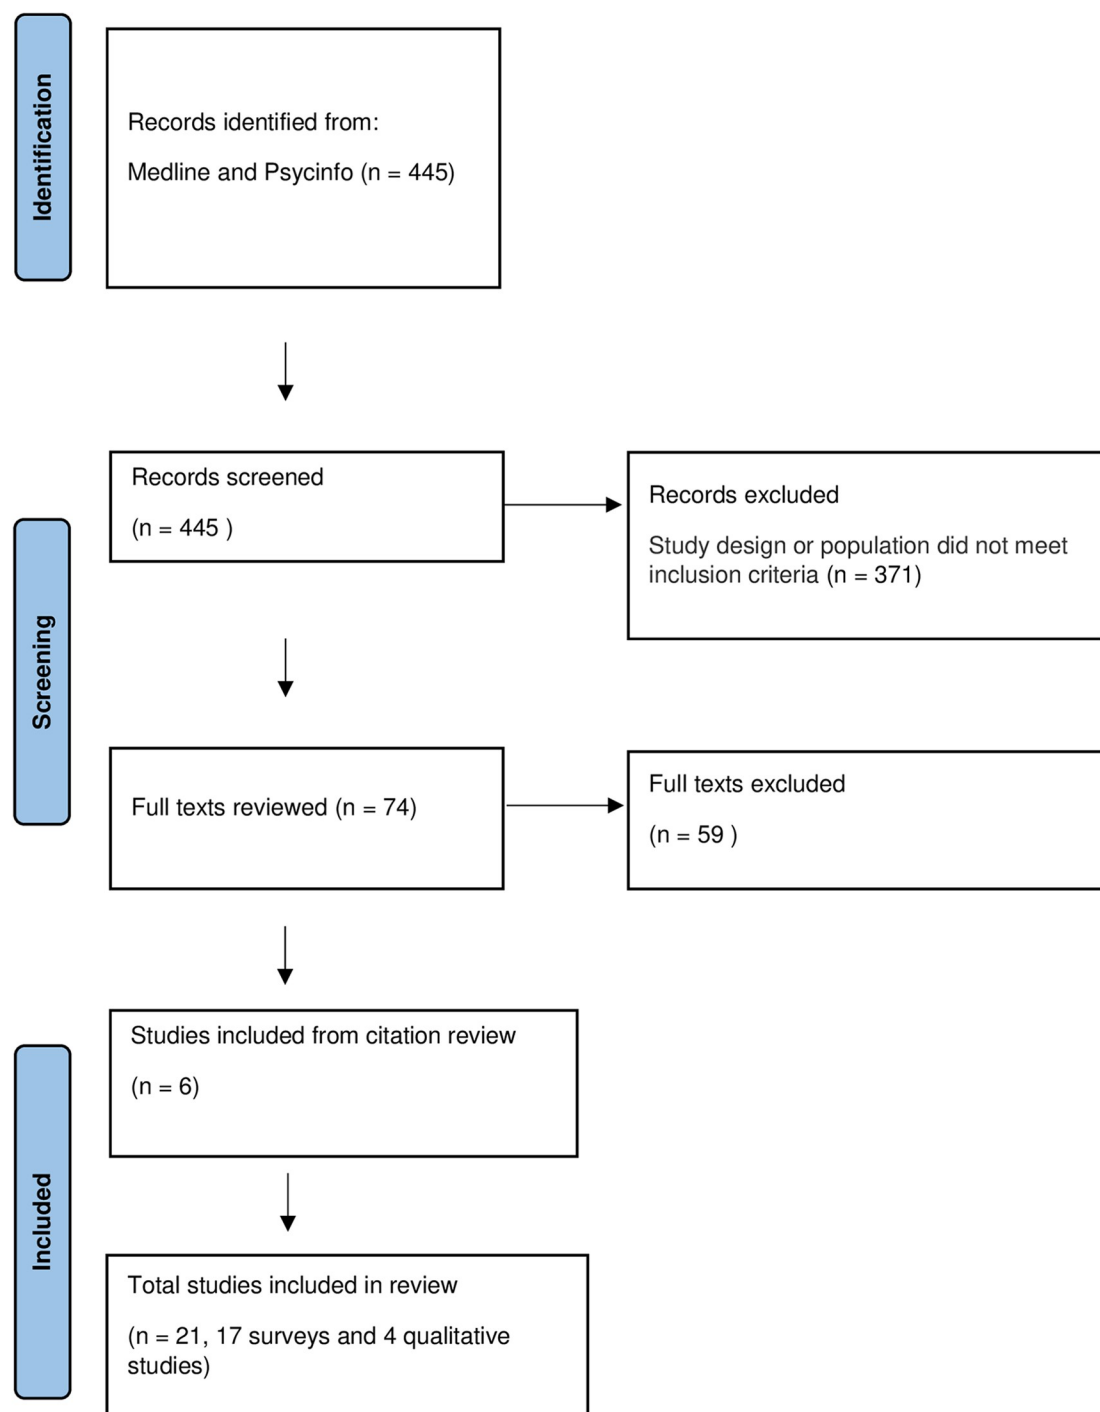 Identification
Records identified from:
Medline and Psycinfo (n = 445)
Screening
Records screened
(n = 445 )
Records excluded
Study design or population did not meet
inclusion criteria (n = 371)
Full texts reviewed (n = 74)
Full texts excluded
(n = 59 )
Included
Studies included from citation review
(n = 6)
Total studies included in review
(n = 21, 17 surveys and 4 qualitative
studies)